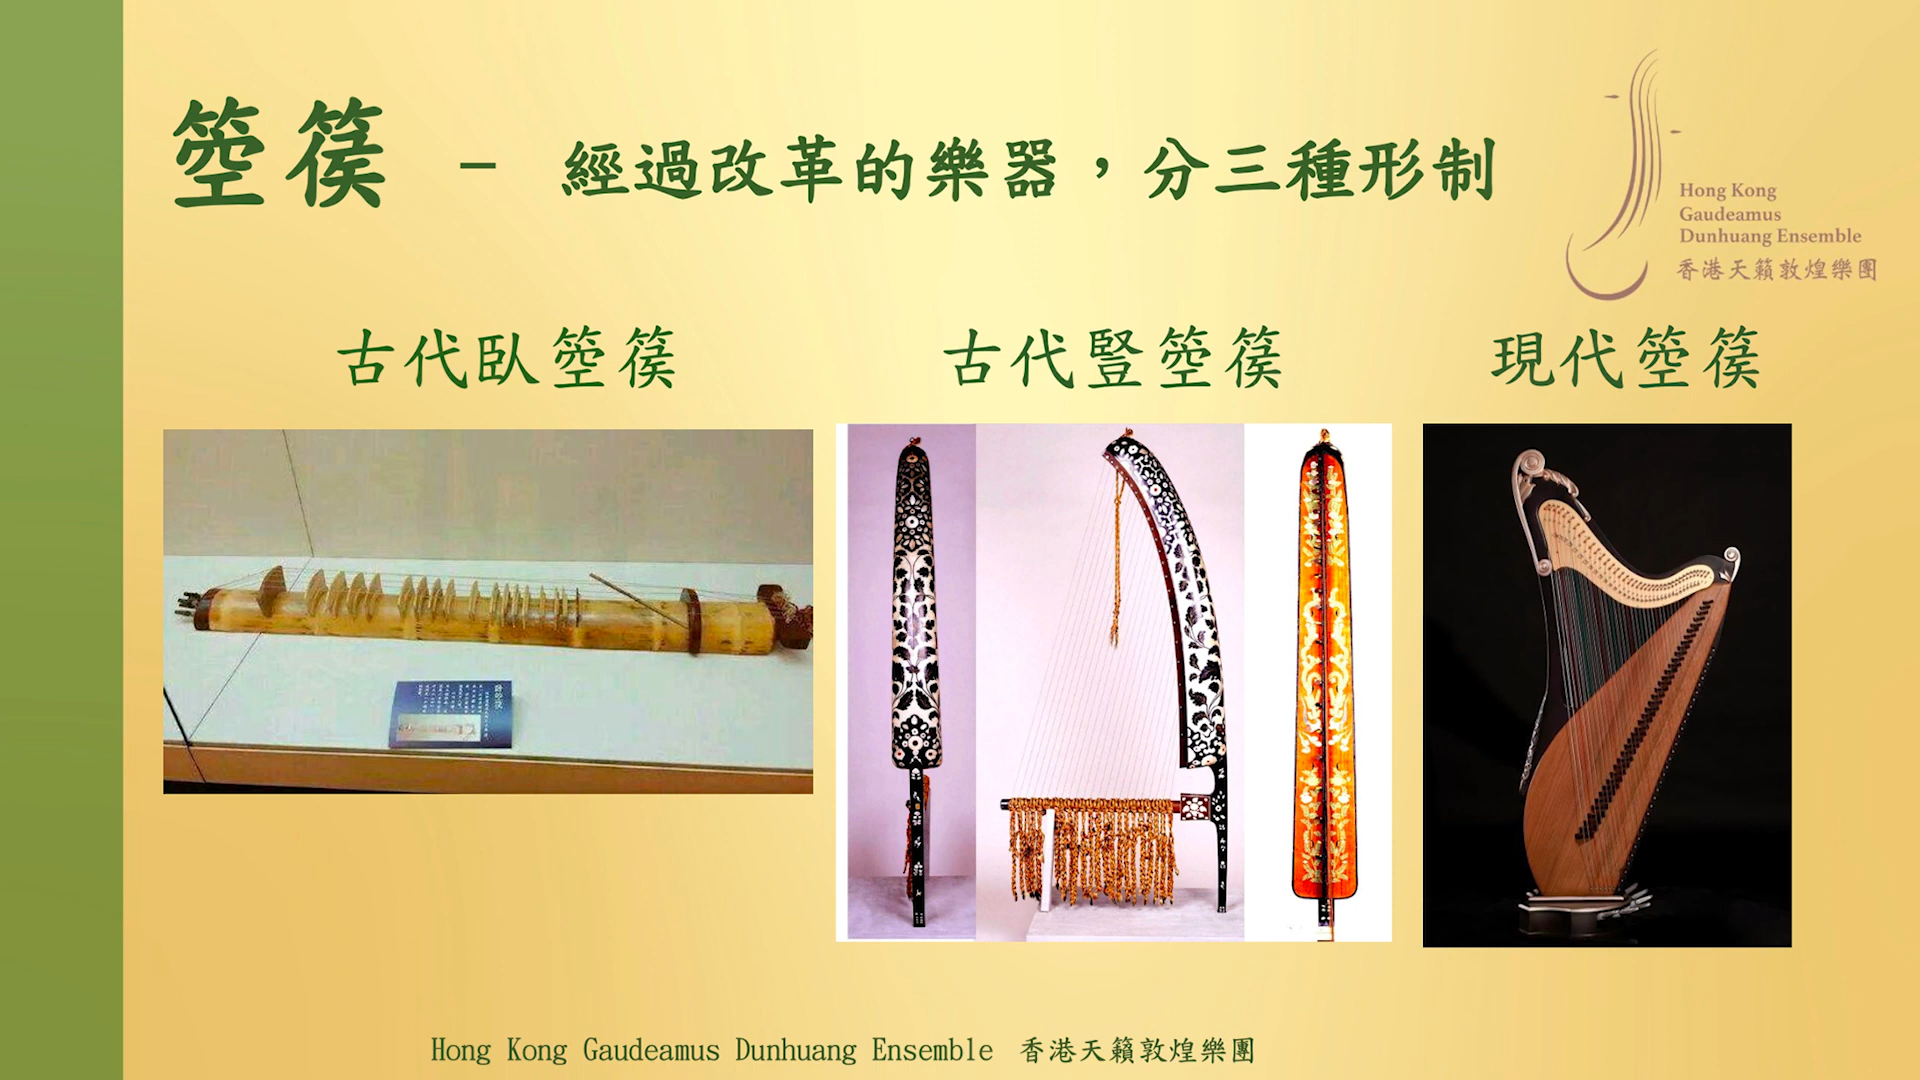 箜篌 - 經過改革的樂器，分三種形制
Hong Kong
Gaudeamus
Dunhuang Ensemble
香港天籟敦煌樂團
古代臥箜篌
古代豎箜篌
現代箜篌
Hong Kong Gaudeamus Dunhuang Ensemble 香港天籟敦煌樂團